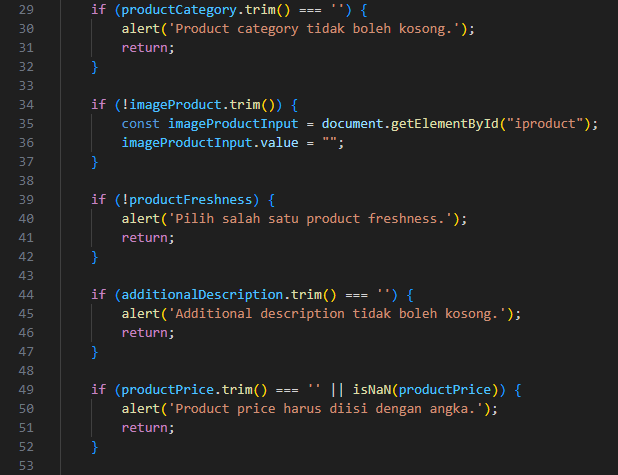 29 if (productCategory.trim() === '') {
30 alert('Product category tidak boleh kosong.');
31 return;
32 }
33
34 if (!imageProduct.trim()) {
35 const imageProductInput = document.getElementById("iproduct");
36 imageProductInput.value = "";
37 }
38
39 if (!productFreshness) {
40 alert('Pilih salah satu product freshness.');
41 return;
42 }
43
44 if (additionalDescription.trim() === '') {
45 alert('Additional description tidak boleh kosong.');
46 return;
47 }
48
49 if (productPrice.trim() === '' || isNaN(productPrice)) {
50 alert('Product price harus diisi dengan angka.');
51 return;
52 }
53